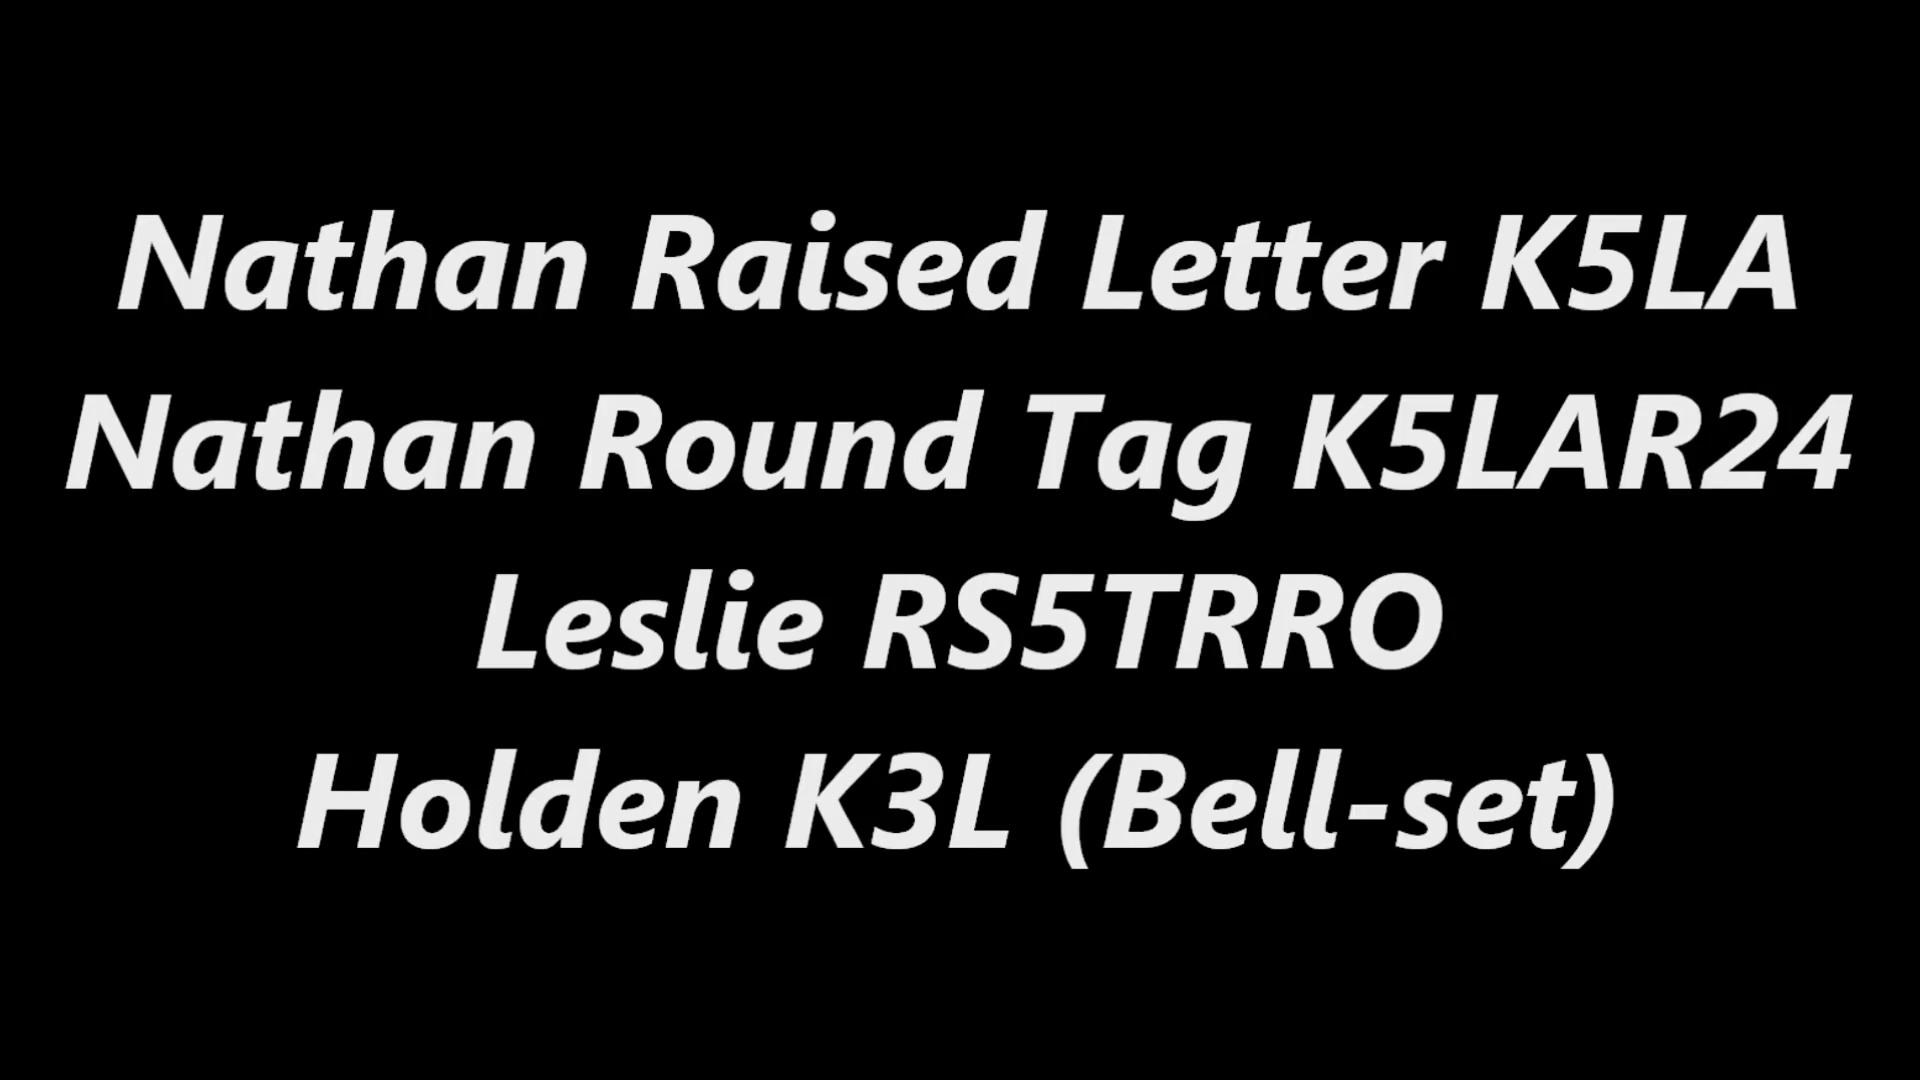 Nathan Raised Letter K5LA
Nathan Round Tag K5LAR24
Leslie RS5TRRO
Holden K3L (Bell-set)